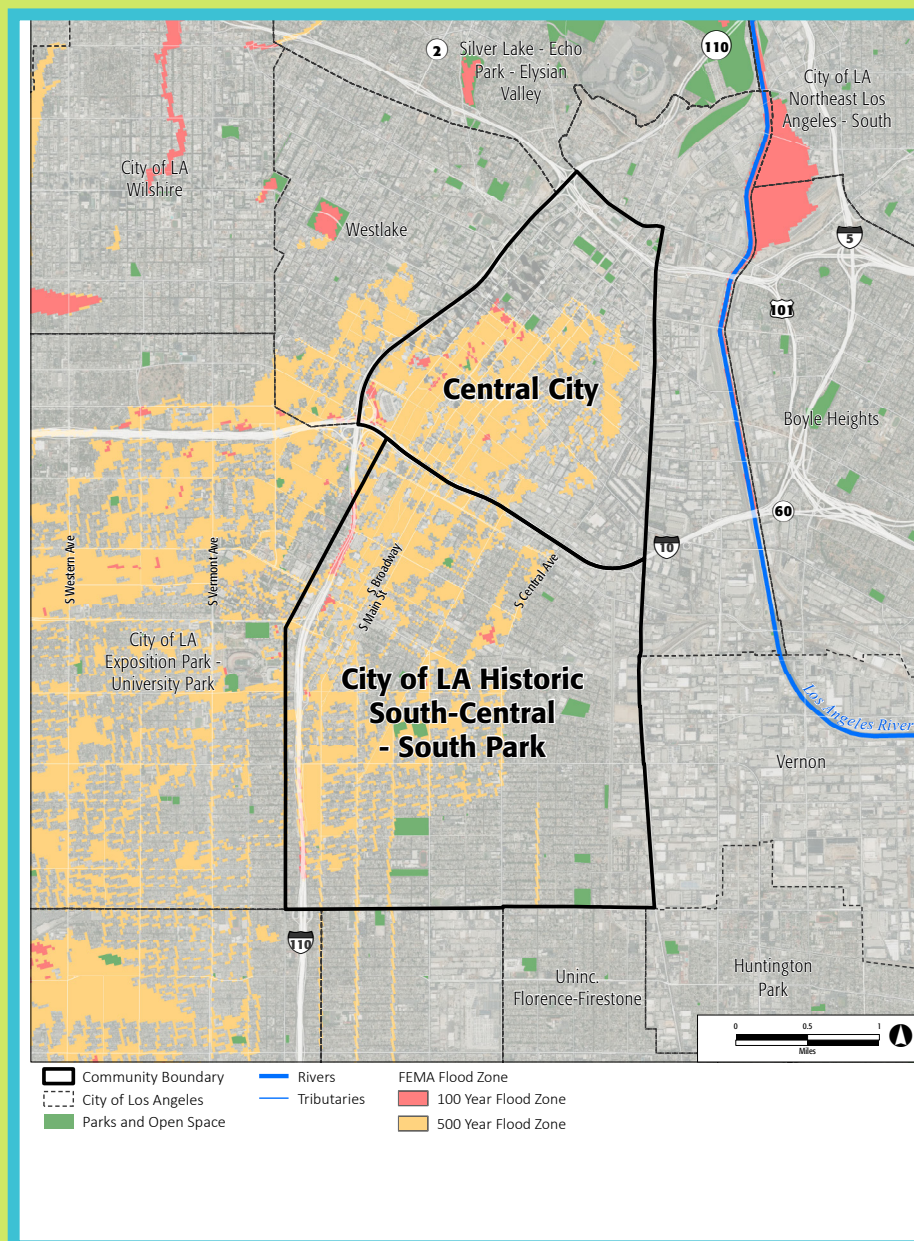 2
Silver Lake - Echo
Park - Elysian
Valley
110
City of LA
Northeast Los
Angeles - South
City of LA
Wilshire
Westlake
5
101
Central City
Boyle Heights
60
10
S Western Ave
S Vermont Ave
S Broadway
S Main St
S Central Ave
City of LA
Exposition Park -
University Park
City of LA Historic
South-Central
- South Park
Los Angeles River
Vernon
110
Uninc.
Florence-Firestone
Huntington
Park
0 0.5 1
Miles
Community Boundary
City of Los Angeles
Parks and Open Space
Rivers
Tributaries
FEMA Flood Zone
100 Year Flood Zone
500 Year Flood Zone